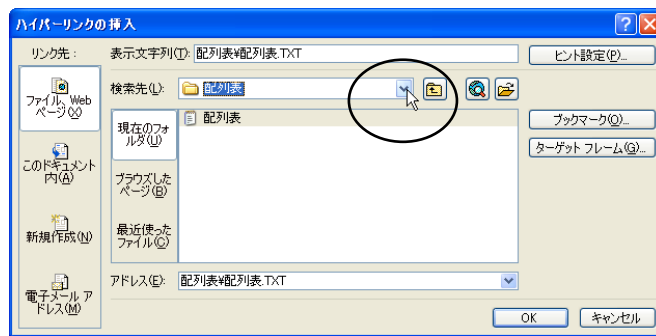 ハイパーリンクの挿入
リンク先:
表示文字列(T): 配列表¥配列表.TXT
ヒント設定(P)...
ファイル、Web
ページ(X)
検索先(L):
配列表
現在のフォ
ルダ(U)
配列表
ブックマーク(O)...
ターゲット フレーム(G)...
このドキュメント
内(A)
ブラウズした
ページ(B)
新規作成(N)
最近使った
ファイル(C)
電子メール ア
ドレス(M)
アドレス(E):
配列表¥配列表.TXT
OK
キャンセル